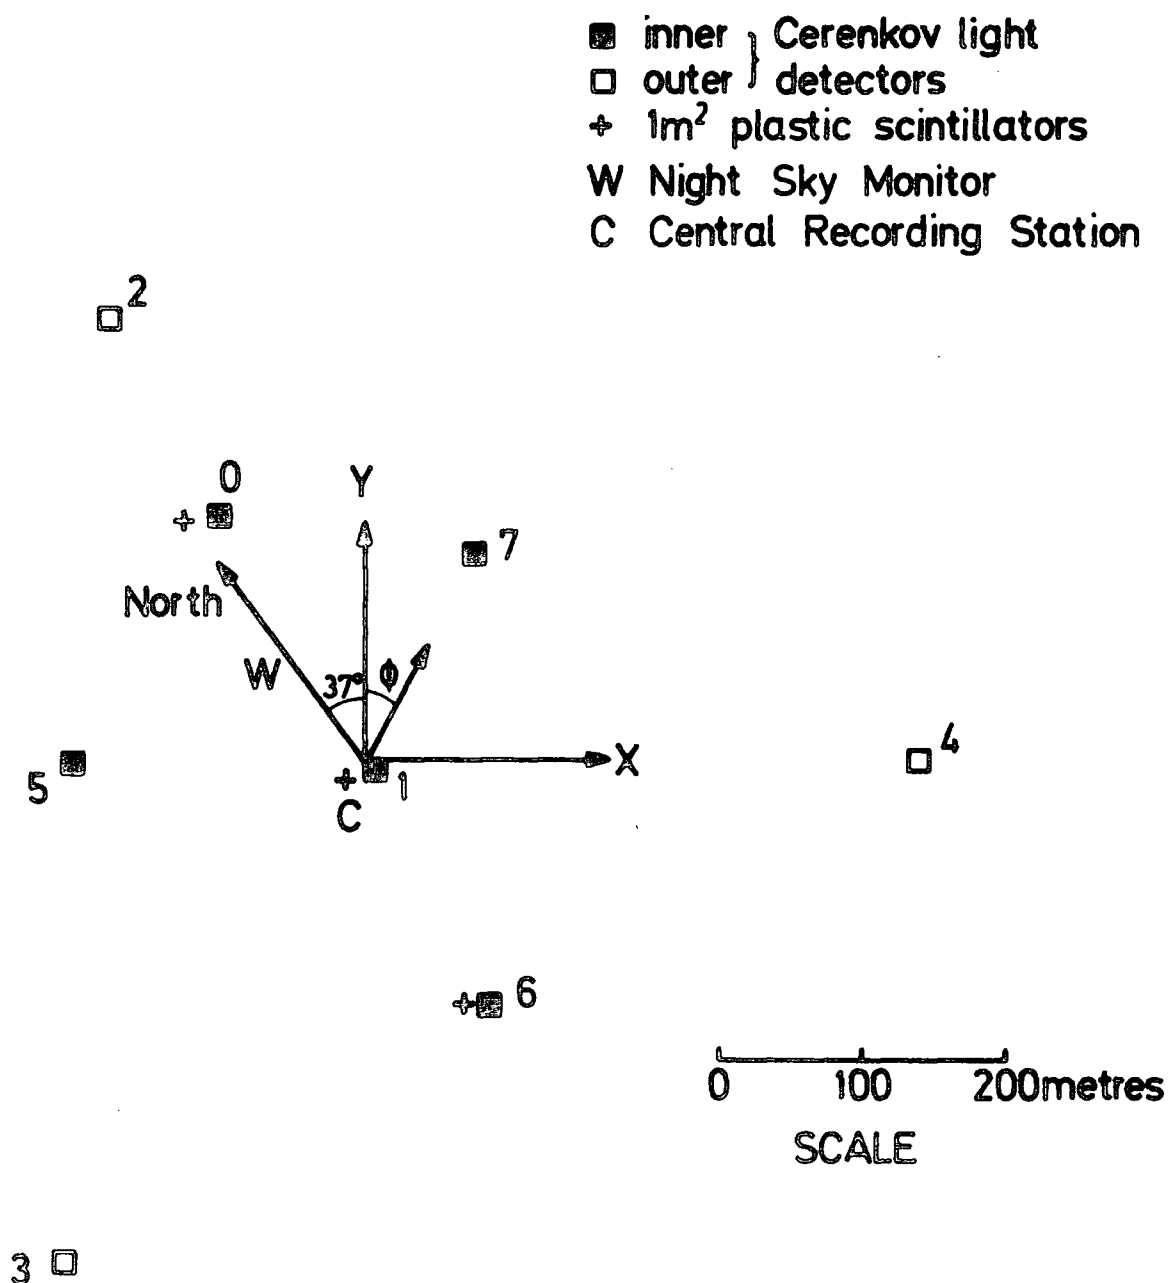 inner } Cerenkov light
outer } detectors
+ 1m² plastic scintillators
W Night Sky Monitor
C Central Recording Station
2
0
Y
7
North
W
37°
ϕ
4
X
5
1
C
6
0 100 200metres
SCALE
3